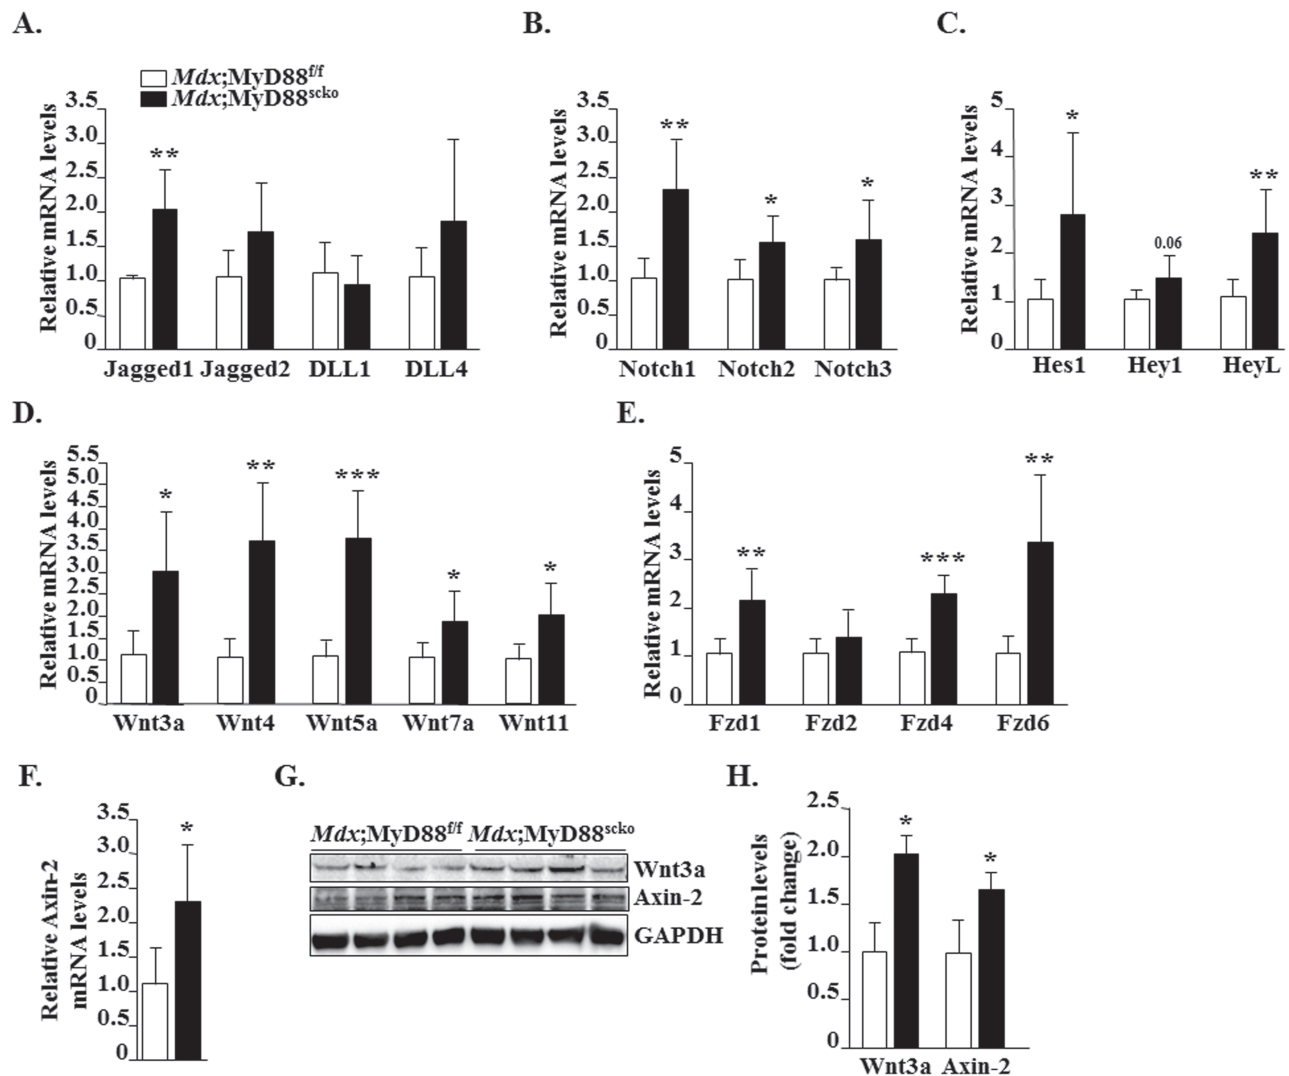 A.
Mdx;MyD88f/f
Mdx;MyD88scko
Relative mRNA levels
3.5
3.0
2.5
2.0
1.5
1.0
0.5
0
**
Jagged1 Jagged2 DLL1 DLL4
B.
Relative mRNA levels
3.5
3.0
2.5
2.0
1.5
1.0
0.5
0
** * *
Notch1 Notch2 Notch3
C.
Relative mRNA levels
5
4
3
2
1
0
* 0.06 **
Hes1 Hey1 HeyL
D.
Relative mRNA levels
5.5
5.0
4.5
4.0
3.5
3.0
2.5
2.0
1.5
1.0
0.5
0
* ** *** * *
Wnt3a Wnt4 Wnt5a Wnt7a Wnt11
E.
Relative mRNA levels
5
4
3
2
1
0
** *** **
Fzd1 Fzd2 Fzd4 Fzd6
F.
Relative Axin-2
mRNA levels
3.5
3.0
2.5
2.0
1.5
1.0
0.5
0
*
G.
Mdx;MyD88f/f Mdx;MyD88scko
Wnt3a
Axin-2
GAPDH
H.
Protein levels
(fold change)
2.5
2.0
1.5
1.0
0.5
0
* *
Wnt3a Axin-2